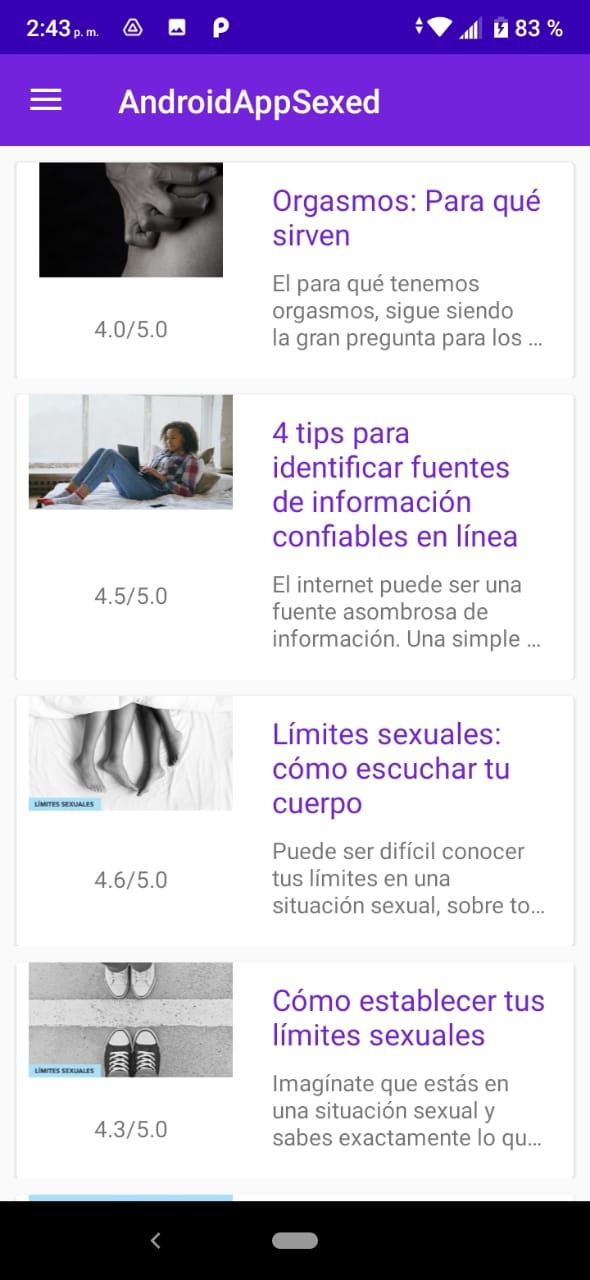 2:43 p. m. 83 %
AndroidAppSexed
Orgasmos: Para qué
sirven
El para qué tenemos
orgasmos, sigue siendo
la gran pregunta para los ...
4.0/5.0
4 tips para
identificar fuentes
de información
confiables en línea
El internet puede ser una
fuente asombrosa de
información. Una simple ...
4.5/5.0
LÍMITES SEXUALES
Límites sexuales:
cómo escuchar tu
cuerpo
Puede ser difícil conocer
tus límites en una
situación sexual, sobre to...
4.6/5.0
LÍMITES SEXUALES
Cómo establecer tus
límites sexuales
Imagínate que estás en
una situación sexual y
sabes exactamente lo qu...
4.3/5.0